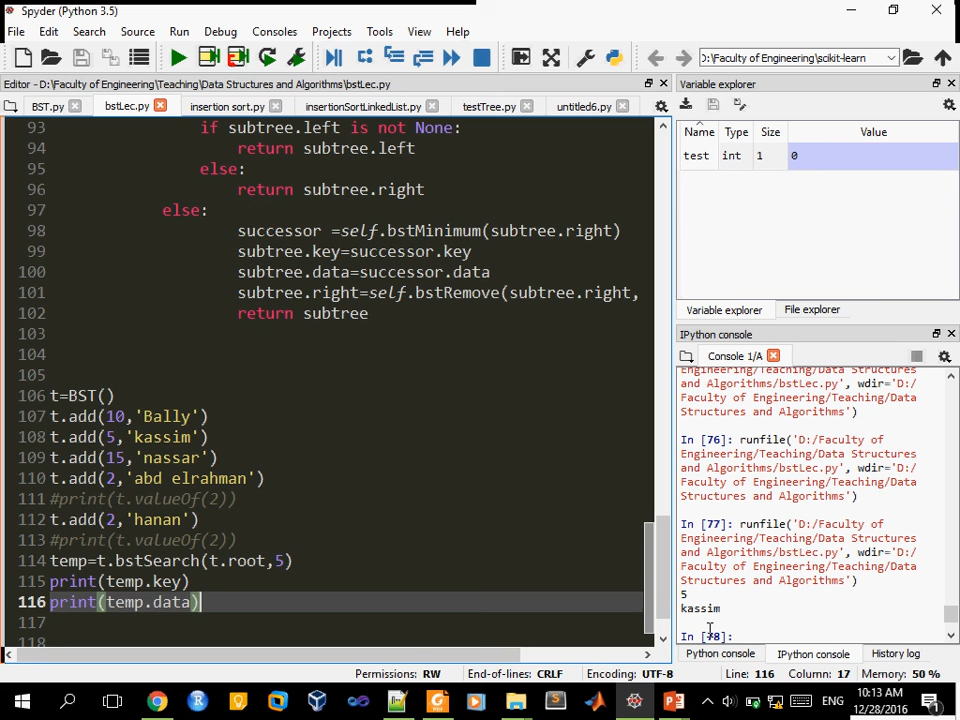 Spyder (Python 3.5)
File Edit Search Source Run Debug Consoles Projects Tools View Help
):\Faculty of Engineering\scikit-learn
Editor - D:\Faculty of Engineering\Teaching\Data Structures and Algorithms\bstLec.py
BST.py bstLec.py insertion sort.py insertionSortLinkedList.py testTree.py untitled6.py
93 if subtree.left is not None:
94 return subtree.left
95 else:
96 return subtree.right
97 else:
98 successor =self.bstMinimum(subtree.right)
99 subtree.key=successor.key
100 subtree.data=successor.data
101 subtree.right=self.bstRemove(subtree.right,
102 return subtree
103
104
105
106 t=BST()
107 t.add(10,'Bally')
108 t.add(5,'kassim')
109 t.add(15,'nassar')
110 t.add(2,'abd elrahman')
111 #print(t.valueOf(2))
112 t.add(2,'hanan')
113 #print(t.valueOf(2))
114 temp=t.bstSearch(t.root,5)
115 print(temp.key)
116 print(temp.data)
117
118
Variable explorer
Name Type Size Value
test int 1 0
Variable explorer File explorer
IPython console
Console 1/A
Engineering/Teaching/Data Structures
and Algorithms/bstLec.py', wdir='D:/
Faculty of Engineering/Teaching/Data
Structures and Algorithms')
In [76]: runfile('D:/Faculty of
Engineering/Teaching/Data Structures
and Algorithms/bstLec.py', wdir='D:/
Faculty of Engineering/Teaching/Data
Structures and Algorithms')
In [77]: runfile('D:/Faculty of
Engineering/Teaching/Data Structures
and Algorithms/bstLec.py', wdir='D:/
Faculty of Engineering/Teaching/Data
Structures and Algorithms')
5
kassim
In [78]:
Python console IPython console History log
Permissions: RW End-of-lines: CRLF Encoding: UTF-8 Line: 116 Column: 17 Memory: 50 %
ENG
10:13 AM
12/28/2016